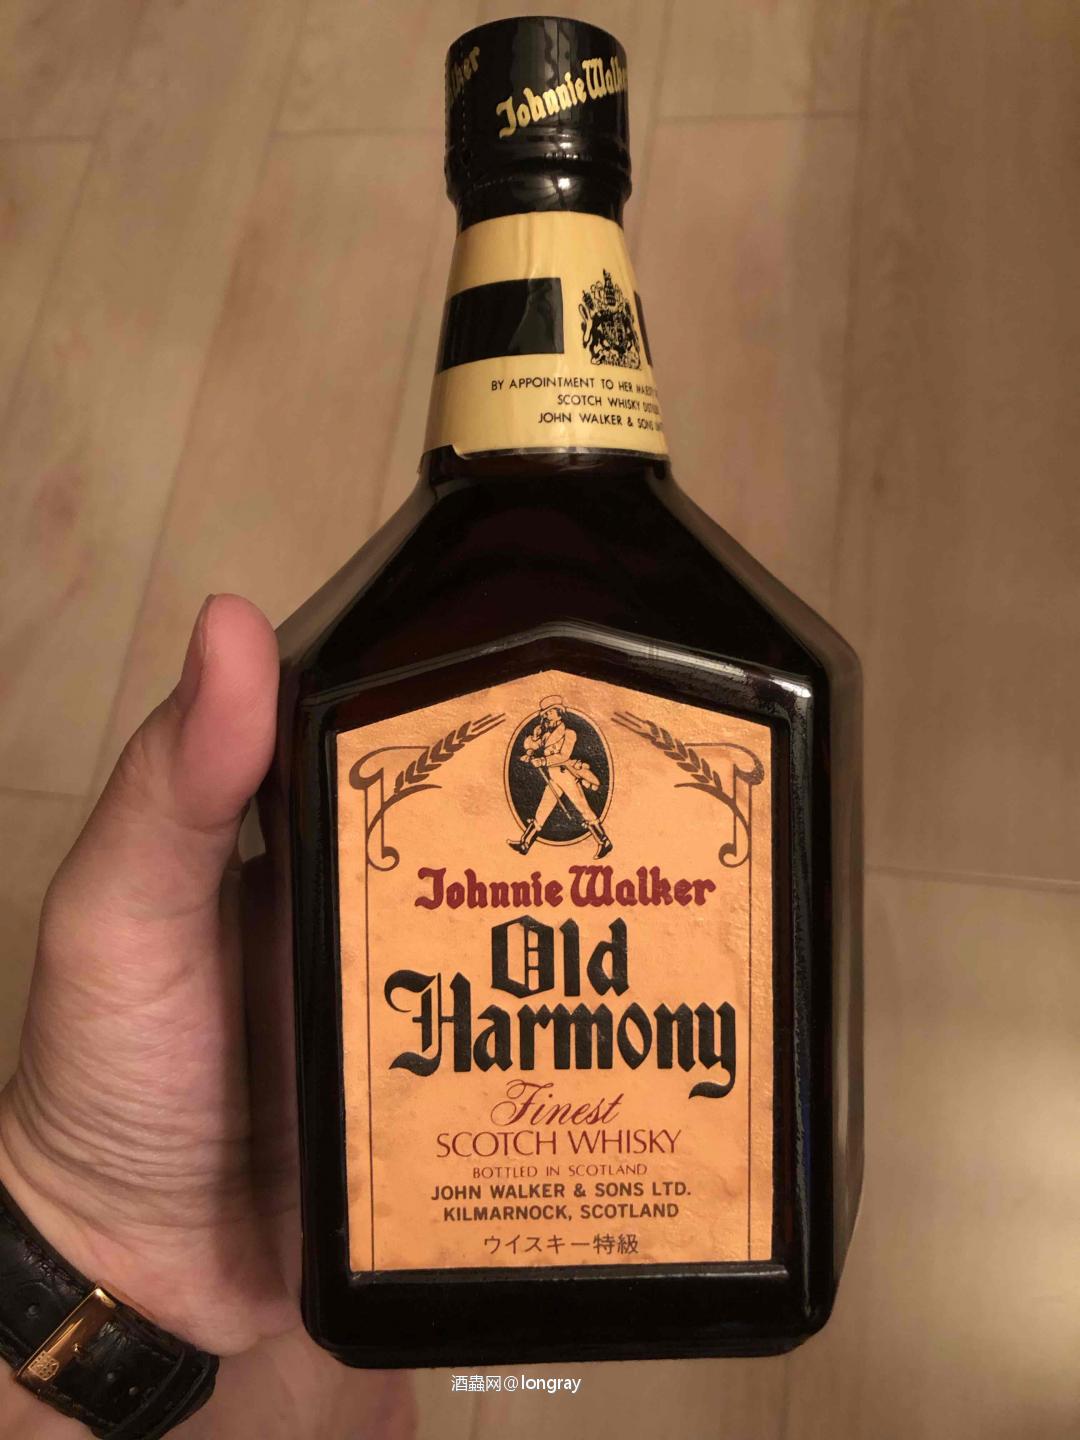 Johnnie Walker
BY APPOINTMENT TO HER MAJESTY
SCOTCH WHISKY
JOHN WALKER & SONS
Johnnie Walker
Old
Harmony
Finest
SCOTCH WHISKY
BOTTLED IN SCOTLAND
JOHN WALKER & SONS LTD.
KILMARNOCK, SCOTLAND
ウイスキー特級
酒蟲网@longray